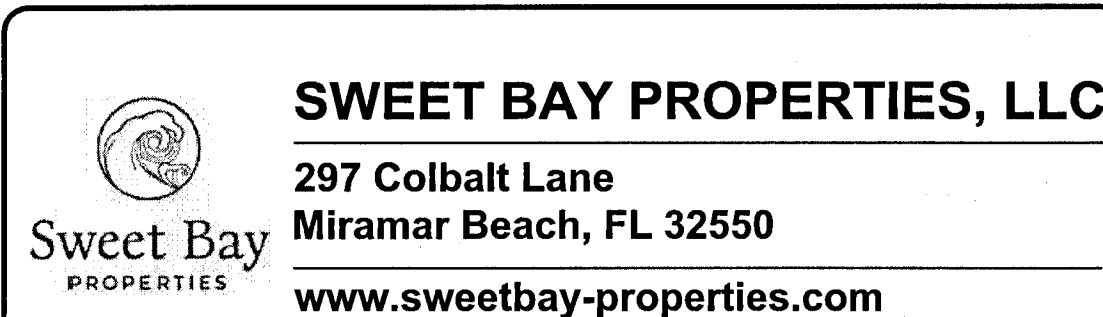 SWEET BAY PROPERTIES, LLC
297 Colbalt Lane
Miramar Beach, FL 32550
www.sweetbay-properties.com
Sweet Bay
PROPERTIES